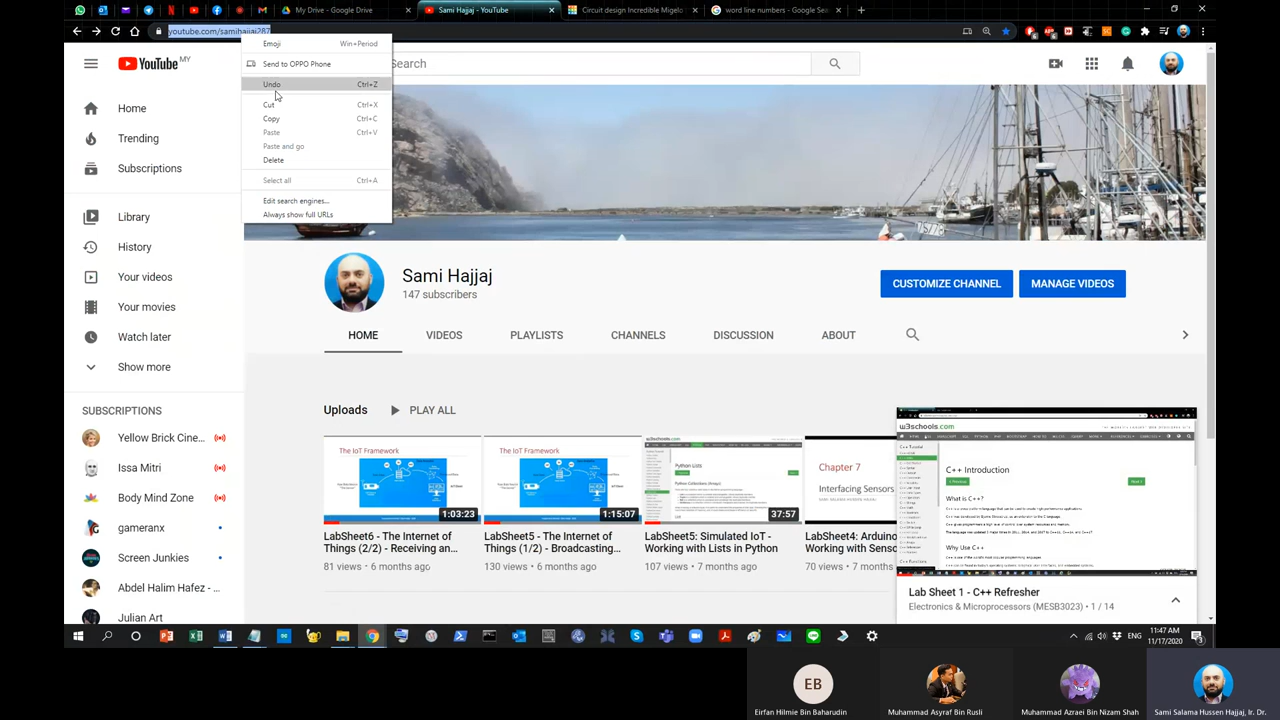 My Drive - Google Drive
Sami Hajjaj - YouTube
Circuit design Incredible Migelo
word line numbers - Google Sea
youtube.com/samihajjaj287
Emoji Win+Period
Send to OPPO Phone
Undo Ctrl+Z
Cut Ctrl+X
Copy Ctrl+C
Paste Ctrl+V
Paste and go
Delete
Select all Ctrl+A
Edit search engines...
Always show full URLs
YouTube MY
Search
Home
Trending
Subscriptions
Library
History
Your videos
Your movies
Watch later
Show more
SUBSCRIPTIONS
Yellow Brick Cine...
Issa Mitri
Body Mind Zone
gameranx
Screen Junkies
Abdel Halim Hafez - ...
Julian Art
Sami Hajjaj
147 subscribers
CUSTOMIZE CHANNEL
MANAGE VIDEOS
HOME
VIDEOS
PLAYLISTS
CHANNELS
DISCUSSION
ABOUT
Uploads
PLAY ALL
The IoT Framework
1:03:23
LabSheet6 - The Internet of
Things (2/2) - Receiving an...
81 views • 6 months ago
The IoT Framework
1:15:07
LabSheet5 - The Internet of
Things (1/2) - Broadcasting...
130 views • 6 months ago
w3schools.com
Python Lists
Python Collections (Arrays)
37:57
LabSheet5: Simulated IoT -
Working with Lists in Python
107 views • 7 months ago
Chapter 7
Interfacing Sensors
LabSheet4: Arduino
Working with Senso
70 views • 7 months ago
w3schools.com
C++ Introduction
What is C++?
Why Use C++
Lab Sheet 1 - C++ Refresher
Electronics & Microprocessors (MESB3023) • 1 / 14
ENG
11:47 AM
11/17/2020
EB
Eirfan Hilmie Bin Baharudin
Muhammad Asyraf Bin Rusli
Muhammad Azraei Bin Nizam Shah
Sami Salama Hussen Hajjaj, Ir. Dr.